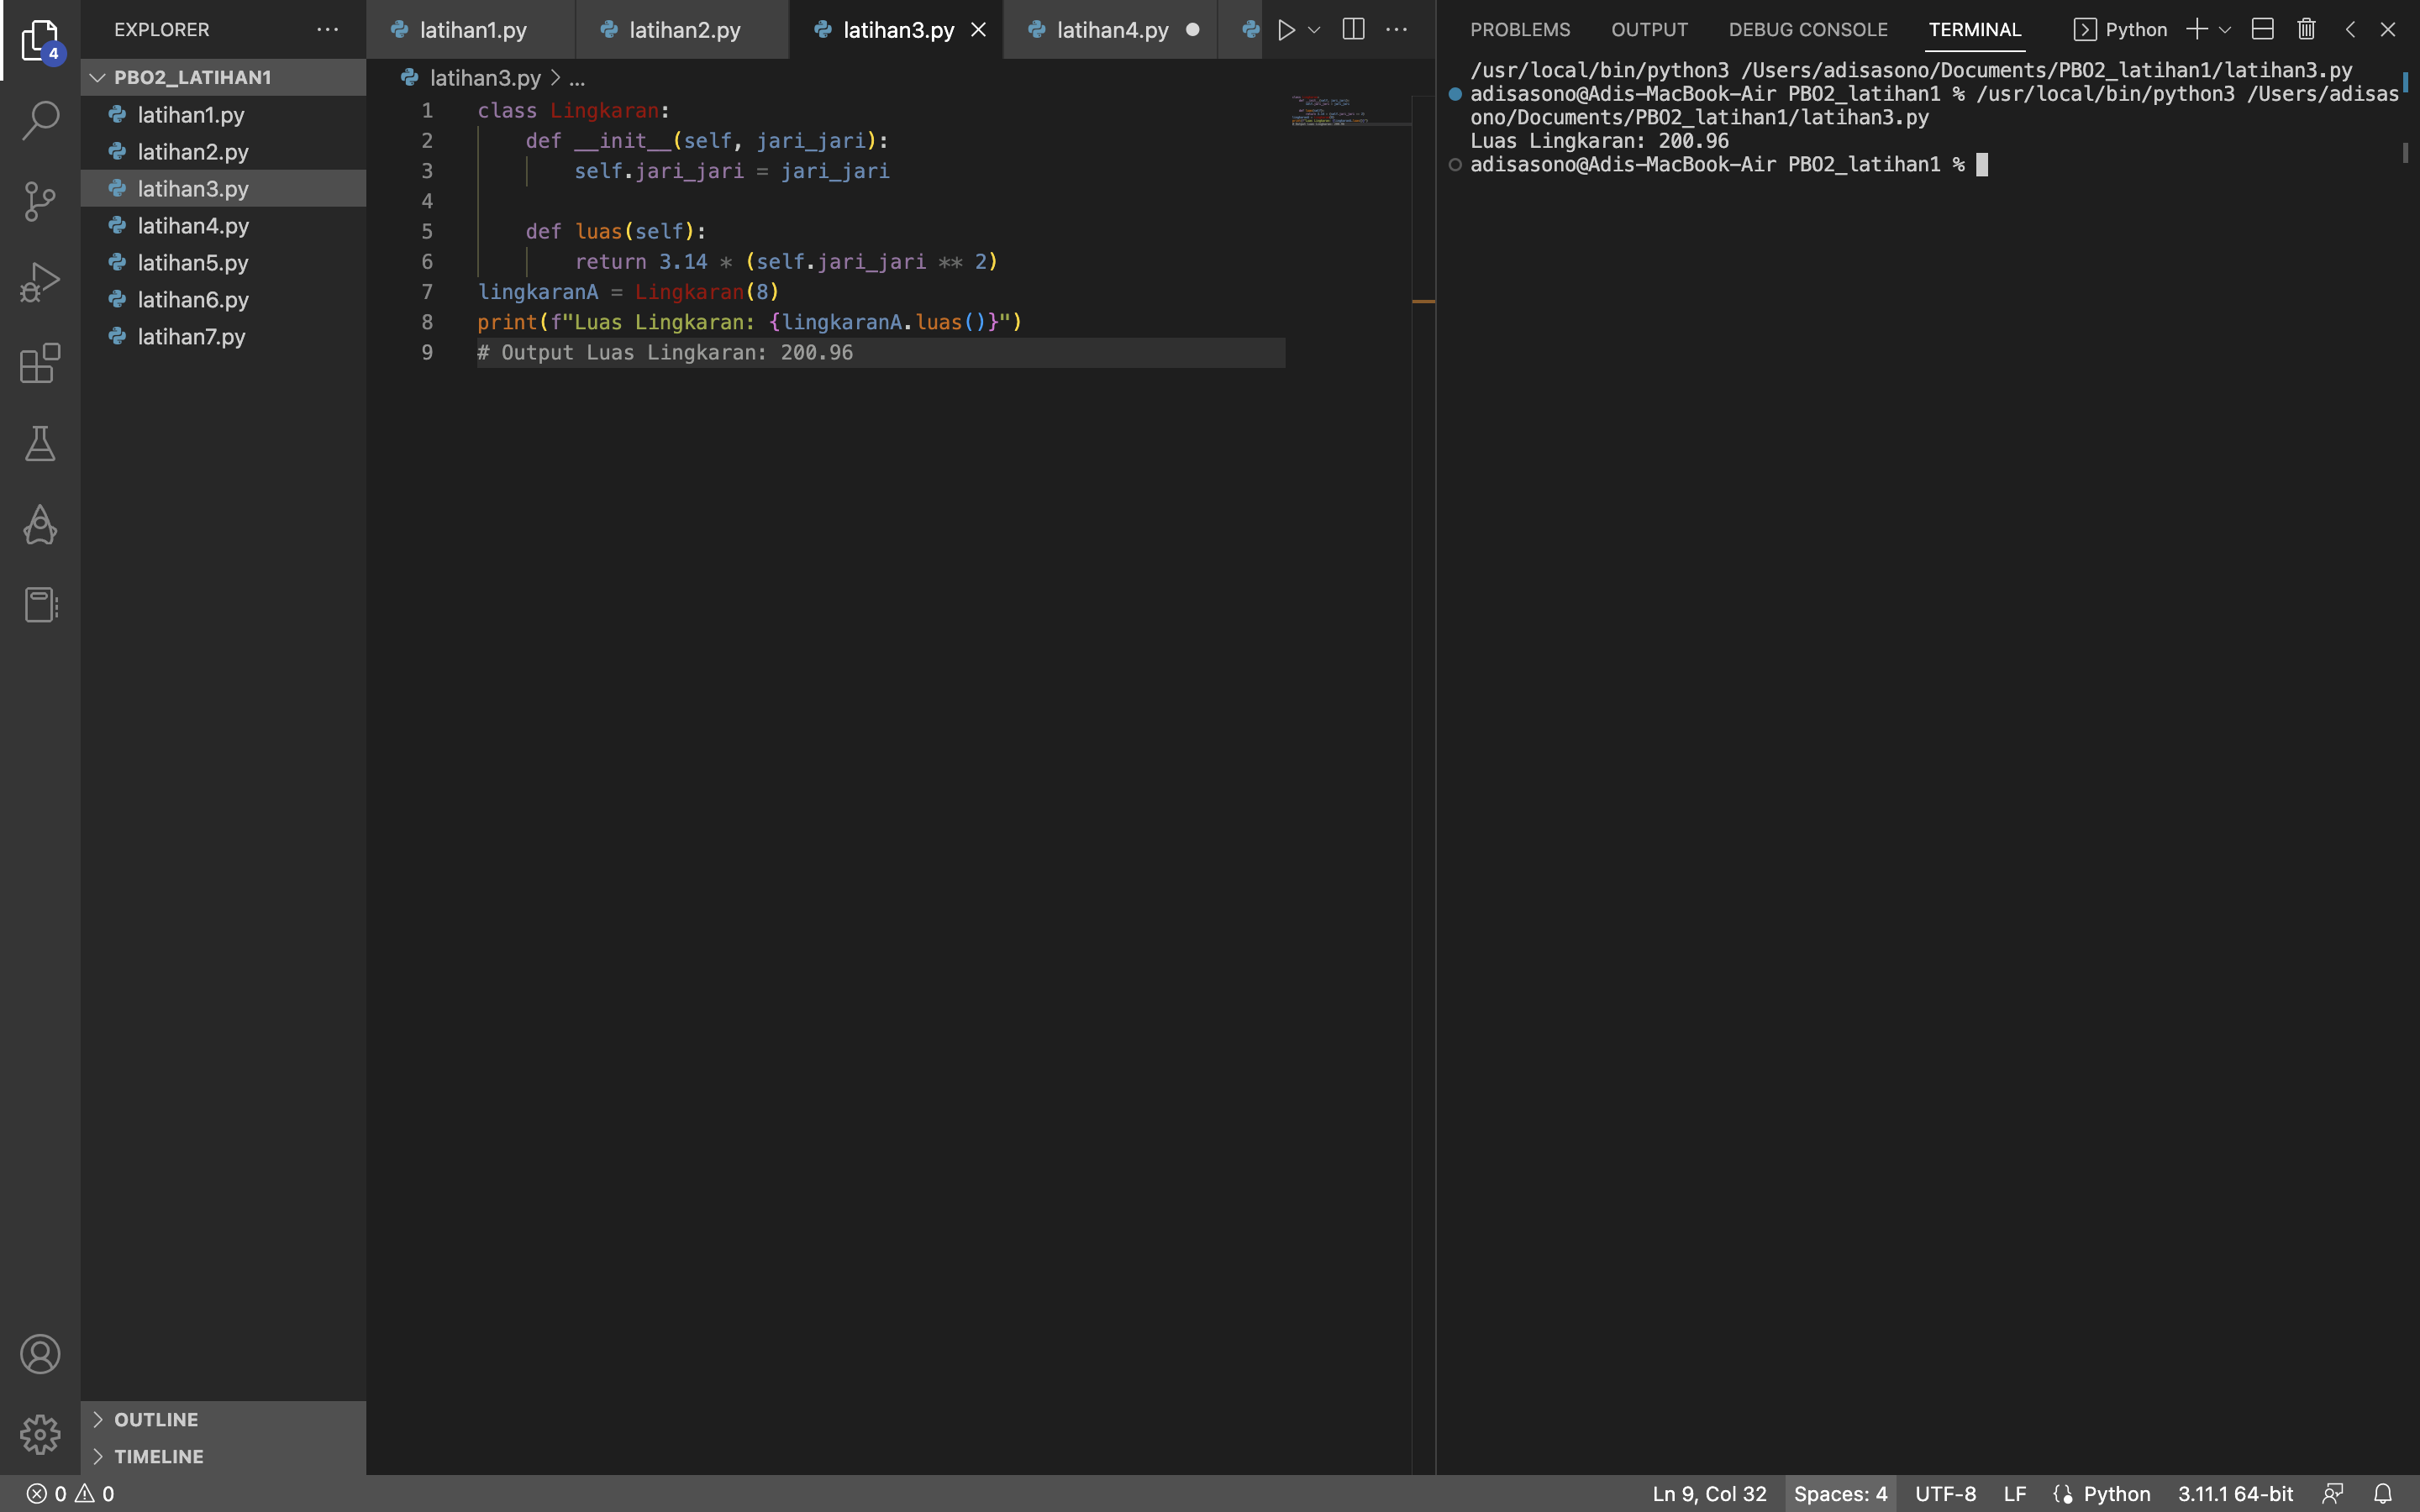 EXPLORER
4
PBO2_LATIHAN1
latihan1.py
latihan2.py
latihan3.py
latihan4.py
latihan5.py
latihan6.py
latihan7.py
OUTLINE
TIMELINE
latihan1.py
latihan2.py
latihan3.py
latihan4.py
latihan3.py > ...
1 class Lingkaran:
2     def __init__(self, jari_jari):
3         self.jari_jari = jari_jari
4
5     def luas(self):
6         return 3.14 * (self.jari_jari ** 2)
7 lingkaranA = Lingkaran(8)
8 print(f"Luas Lingkaran: {lingkaranA.luas()}")
9 # Output Luas Lingkaran: 200.96
PROBLEMS OUTPUT DEBUG CONSOLE TERMINAL Python
/usr/local/bin/python3 /Users/adisasono/Documents/PBO2_latihan1/latihan3.py
adisasono@Adis-MacBook-Air PBO2_latihan1 % /usr/local/bin/python3 /Users/adisas
ono/Documents/PBO2_latihan1/latihan3.py
Luas Lingkaran: 200.96
adisasono@Adis-MacBook-Air PBO2_latihan1 %
0 0 Ln 9, Col 32 Spaces: 4 UTF-8 LF Python 3.11.1 64-bit